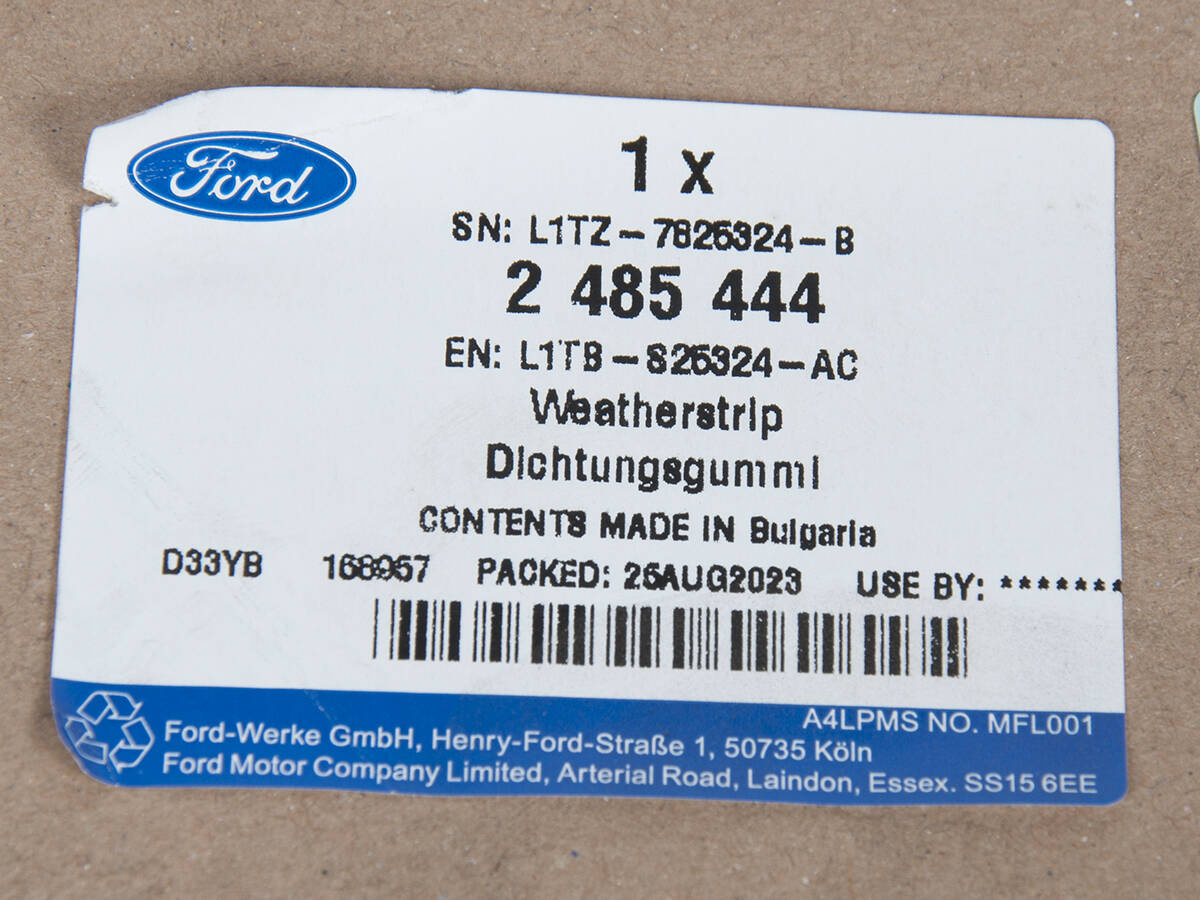 Ford
1 x
SN: L1TZ-7825324-B
2 485 444
EN: L1TB-S25324-AC
Weatherstrip
Dichtungsgummi
CONTENTS MADE IN Bulgaria
D33YB 168957 PACKED: 25AUG2023 USE BY: *******
A4LPMS NO. MFL001
Ford-Werke GmbH, Henry-Ford-Straße 1, 50735 Köln
Ford Motor Company Limited, Arterial Road, Laindon, Essex. SS15 6EE